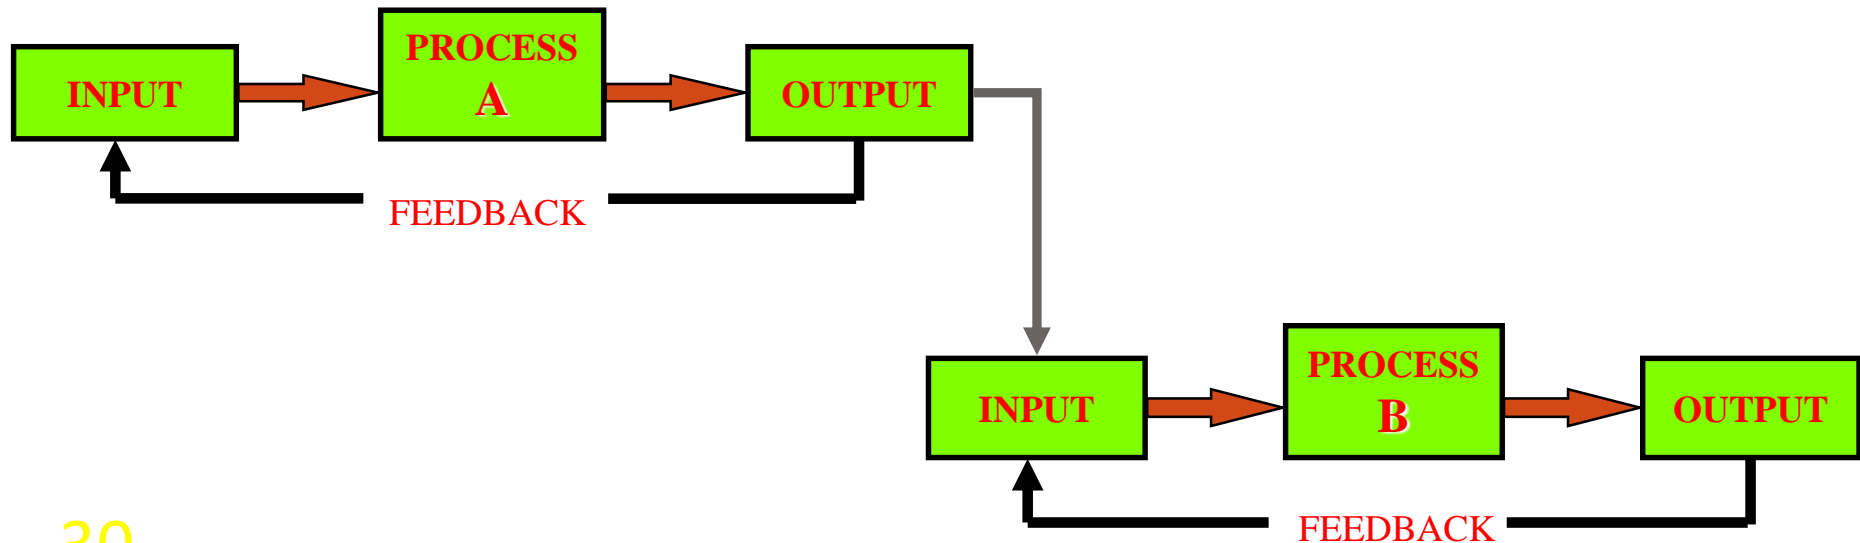 INPUT
PROCESS
A
OUTPUT
FEEDBACK
INPUT
PROCESS
B
OUTPUT
FEEDBACK